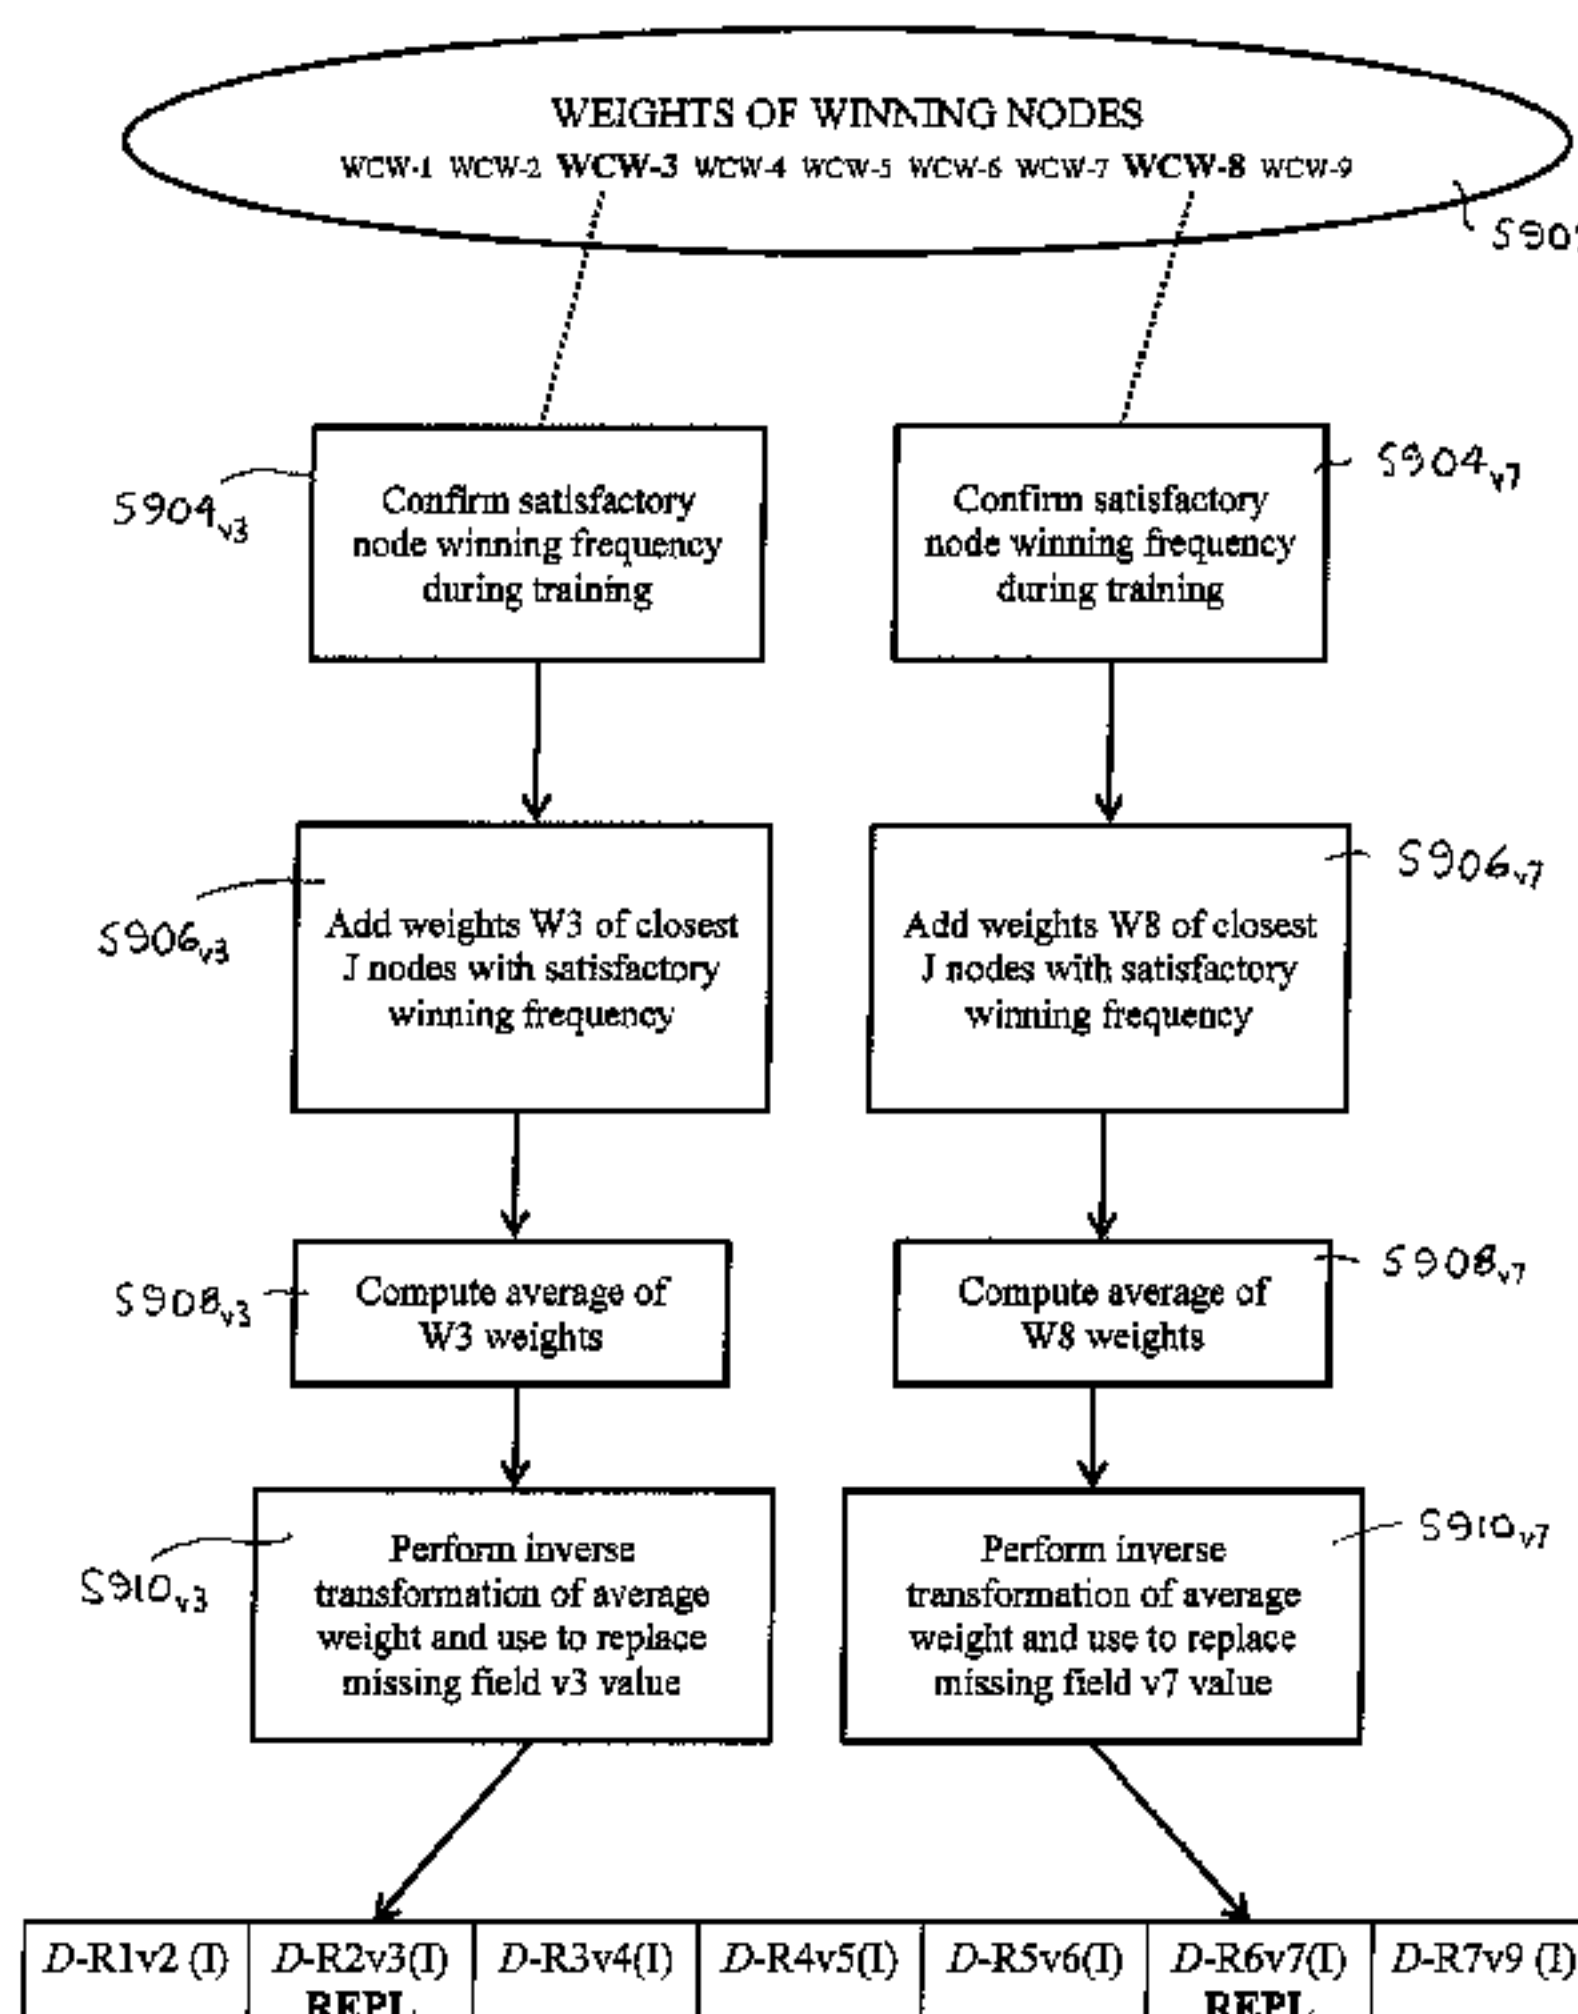 WEIGHTS OF WINNING NODES
WCW-1 WCW-2 WCW-3 WCW-4 WCW-5 WCW-6 WCW-7 WCW-8 WCW-9
S904v3
Confirm satisfactory
node winning frequency
during training
Confirm satisfactory
node winning frequency
during training
S904v7
S906v3
Add weights W3 of closest
J nodes with satisfactory
winning frequency
Add weights W8 of closest
J nodes with satisfactory
winning frequency
S906v7
S908v3
Compute average of
W3 weights
Compute average of
W8 weights
S908v7
S910v3
Perform inverse
transformation of average
weight and use to replace
missing field v3 value
Perform inverse
transformation of average
weight and use to replace
missing field v7 value
S910v7
D-R1v2 (I) D-R2v3(I) D-R3v4(I) D-R4v5(I) D-R5v6(I) D-R6v7(I) D-R7v9 (I)
REPL REPL